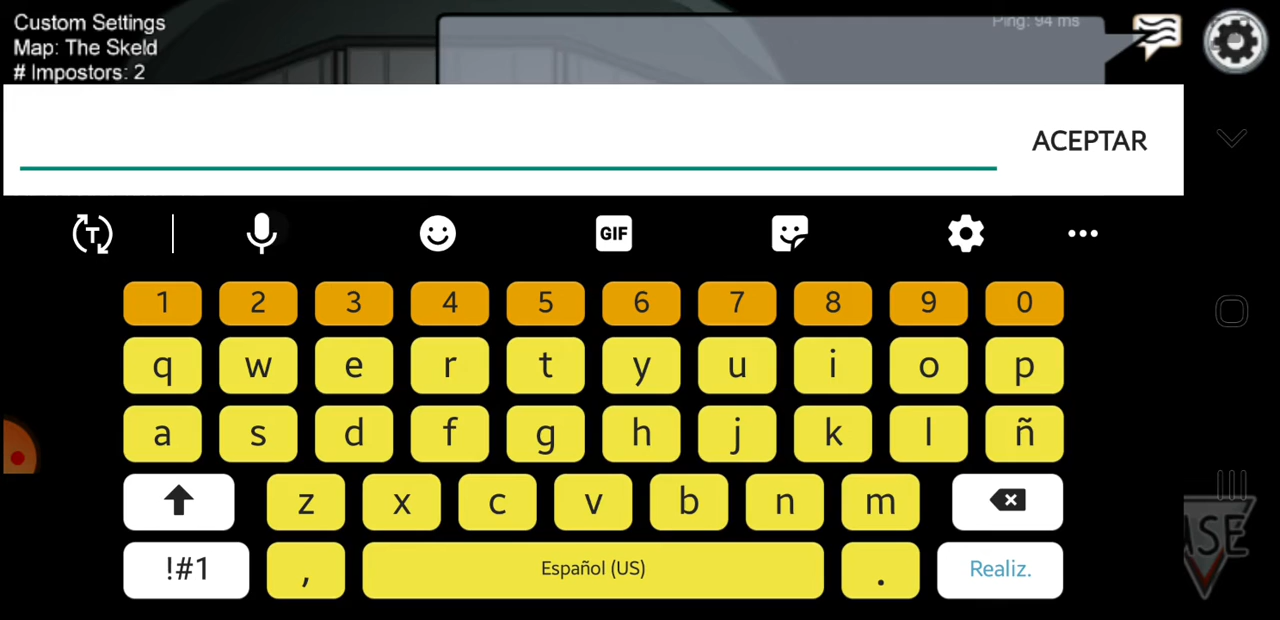 Custom Settings
Map: The Skeld
# Impostors: 2
Ping: 94 ms
ACEPTAR
GIF
1 2 3 4 5 6 7 8 9 0
q w e r t y u i o p
a s d f g h j k l ñ
z x c v b n m
!#1 , Español (US) . Realiz.